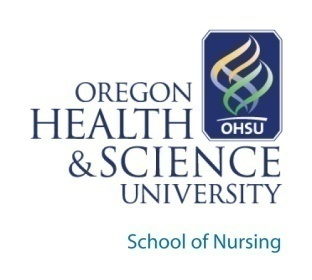 OREGON
HEALTH
& SCIENCE
UNIVERSITY
OHSU
School of Nursing